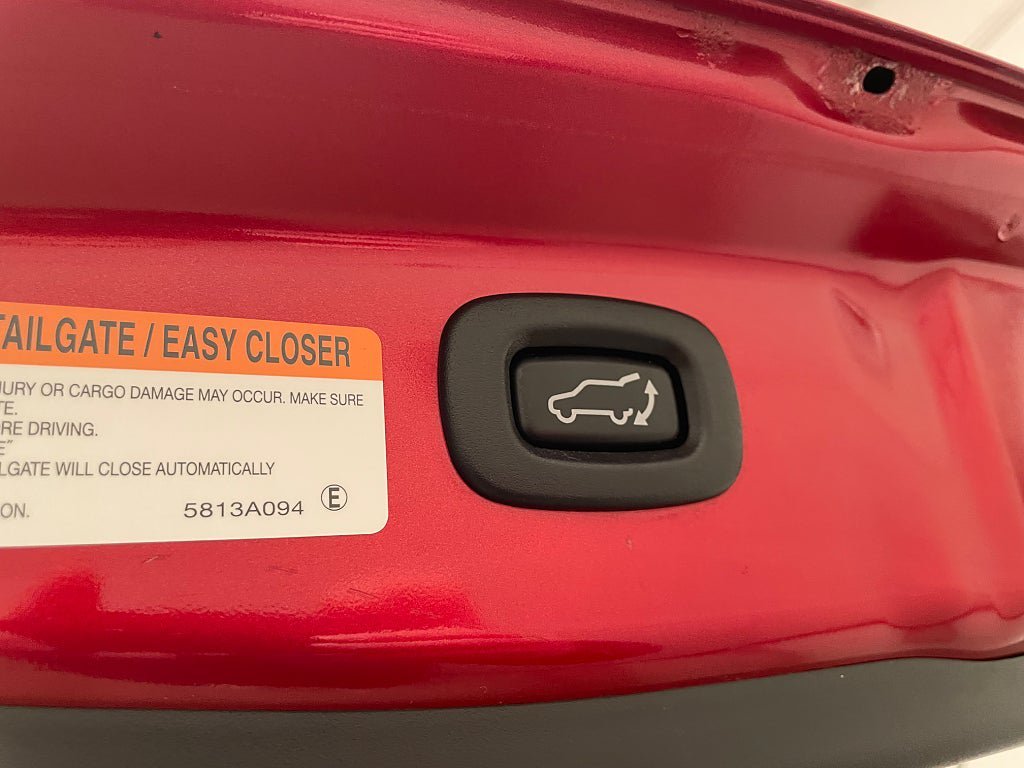 TAILGATE / EASY CLOSER
JURY OR CARGO DAMAGE MAY OCCUR. MAKE SURE
TE.
RE DRIVING.
E"
LGATE WILL CLOSE AUTOMATICALLY
ON.
5813A094 E